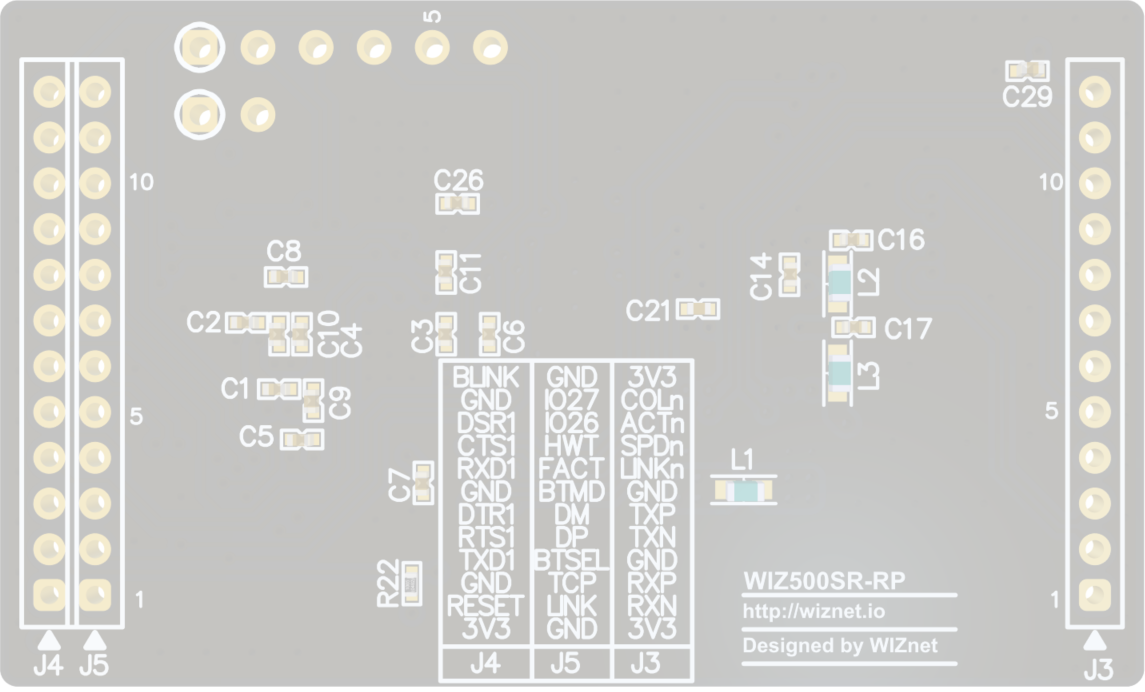 5
C29
10
10
C26
C16
C8
C11
C14
L2
C21
C2
C10
C4
C3
C6
C17
L3
C1
C9
5
5
C5
BLINK GND 3V3
GND IO27 COLn
DSR1 IO26 ACTn
CTS1 HWT SPDn
RXD1 FACT LINKn
GND BTMD GND
DTR1 DM TXP
RTS1 DP TXN
TXD1 BTSEL GND
GND TCP RXP
RESET LINK RXN
3V3 GND 3V3
J4 J5 J3
L1
C7
R22
WIZ500SR-RP
http://wiznet.io
Designed by WIZnet
1
1
J4 J5
J3